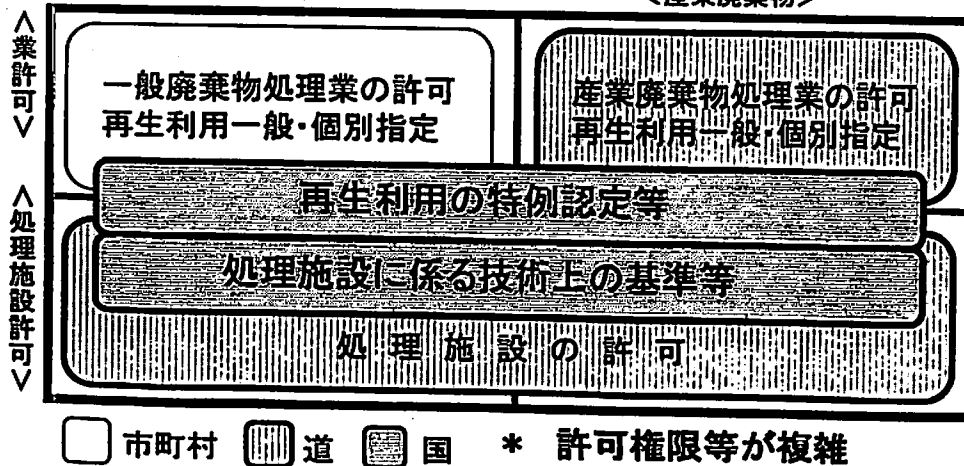 <産業廃棄物>
<業許可>
一般廃棄物処理業の許可
再生利用一般・個別指定
産業廃棄物処理業の許可
再生利用一般・個別指定
再生利用の特例認定等
<処理施設許可>
処理施設に係る技術上の基準等
処理施設の許可
市町村 道 国 * 許可権限等が複雑